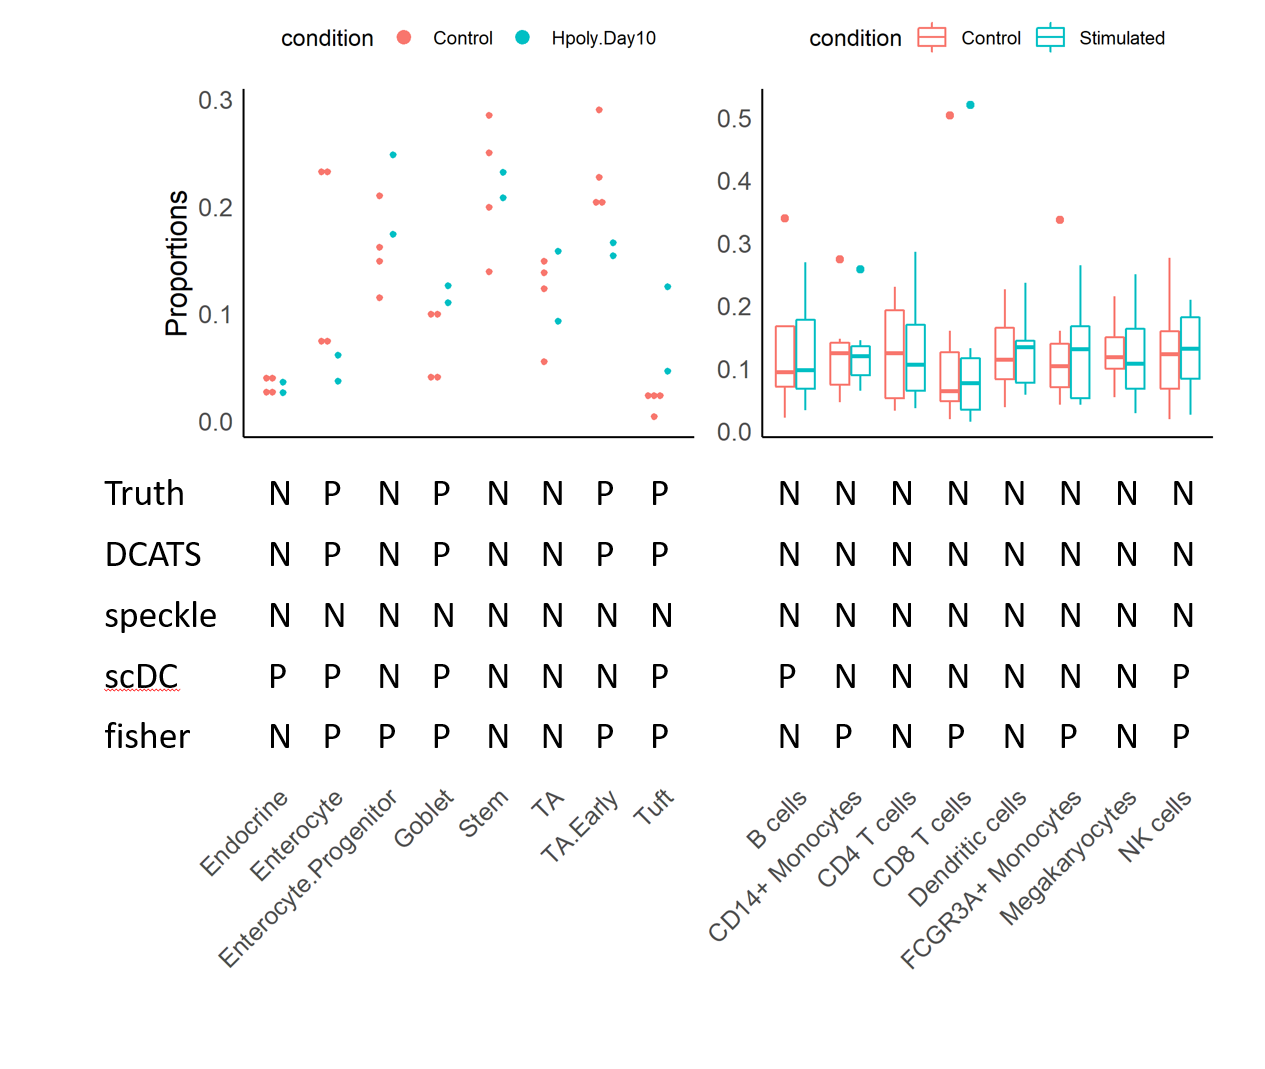 condition Control Hpoly.Day10
condition Control Stimulated
Proportions
0.3
0.2
0.1
0.0
0.5
0.4
0.3
0.2
0.1
0.0
Truth N P N P N N P P N N N N N N N N
DCATS N P N P N N P P N N N N N N N N
speckle N N N N N N N N N N N N N N N N
scDC P P N P N N N P P N N N N N N P
fisher N P P P N N P P N P N P N P N P
Endocrine
Enterocyte
Enterocyte.Progenitor
Goblet
Stem
TA
TA.Early
Tuft
B cells
CD14+ Monocytes
CD4 T cells
CD8 T cells
Dendritic cells
FCGR3A+ Monocytes
Megakaryocytes
NK cells